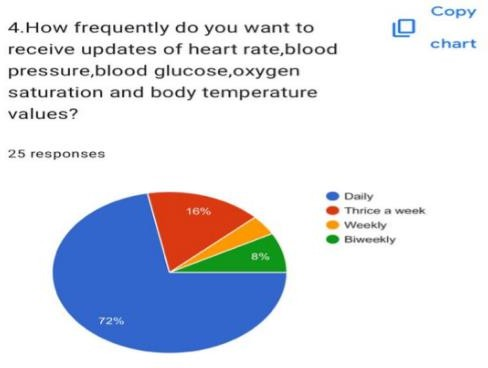 4.How frequently do you want to
receive updates of heart rate,blood
pressure,blood glucose,oxygen
saturation and body temperature
values?
Copy
chart
25 responses
16%
8%
72%
Daily
Thrice a week
Weekly
Biweekly